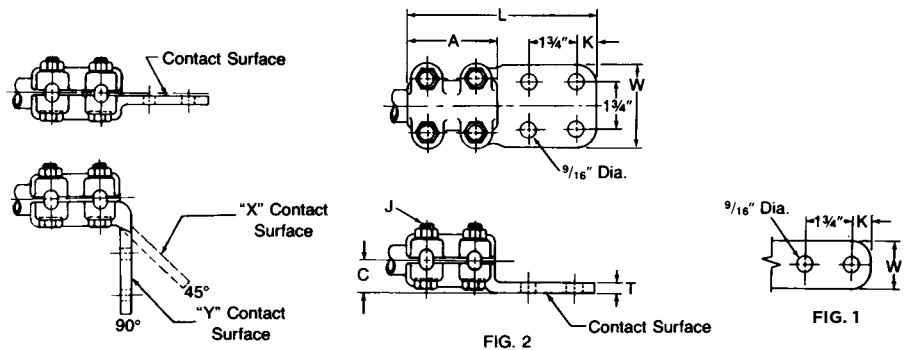 Contact Surface
"X" Contact
Surface
45°
"Y" Contact
Surface
90°
L
A
1¾"
K
W
1¾"
9/16" Dia.
J
C
T
Contact Surface
FIG. 2
9/16" Dia.
1¾"
K
W
FIG. 1